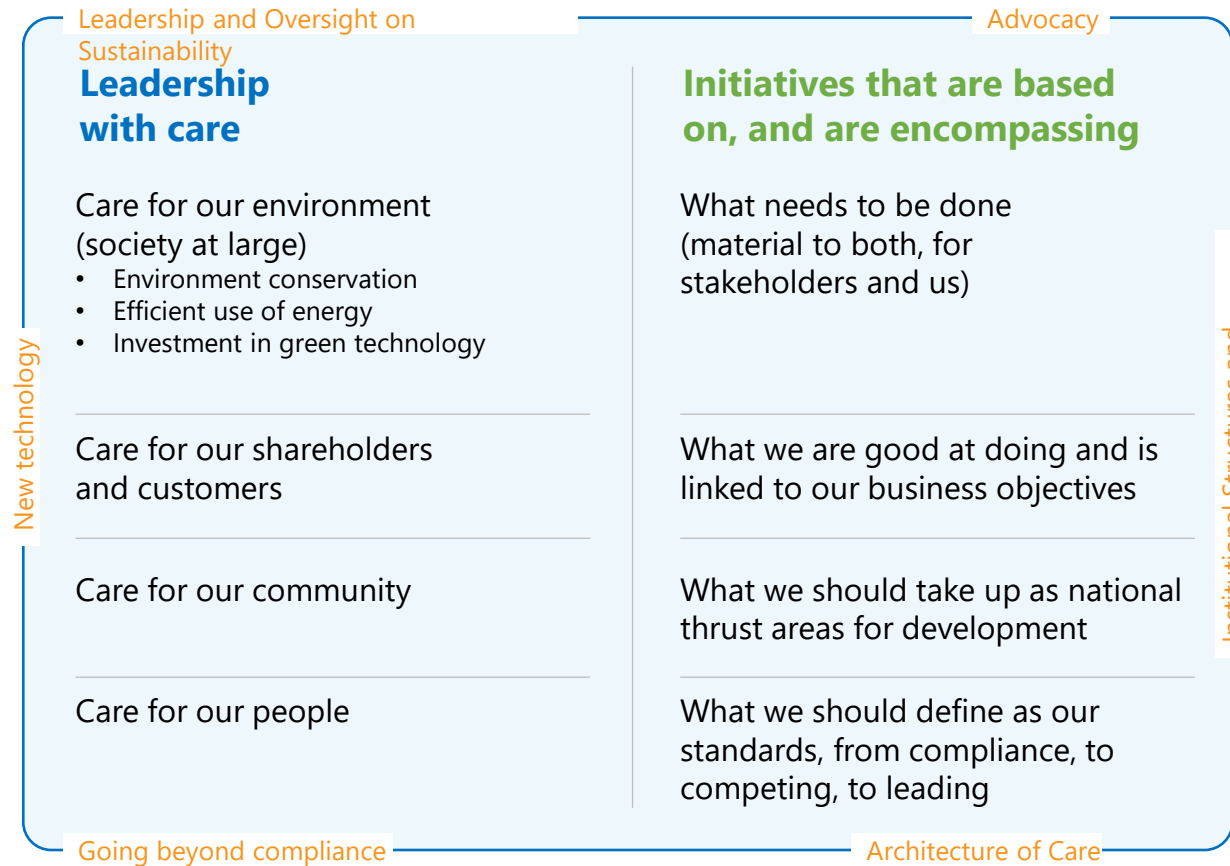 Leadership and Oversight on
Sustainability
Advocacy
Leadership
with care
Initiatives that are based
on, and are encompassing
Care for our environment
(society at large)
• Environment conservation
• Efficient use of energy
• Investment in green technology
What needs to be done
(material to both, for
stakeholders and us)
Care for our shareholders
and customers
What we are good at doing and is
linked to our business objectives
Care for our community
What we should take up as national
thrust areas for development
Care for our people
What we should define as our
standards, from compliance, to
competing, to leading
New technology
Institutional Structures and
Going beyond compliance
Architecture of Care